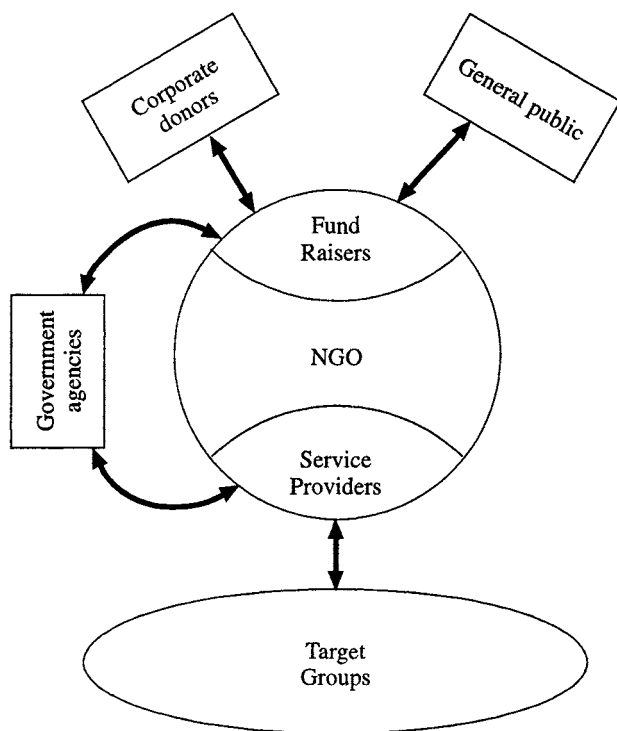 Corporate
donors
General public
Fund
Raisers
Government
agencies
NGO
Service
Providers
Target
Groups